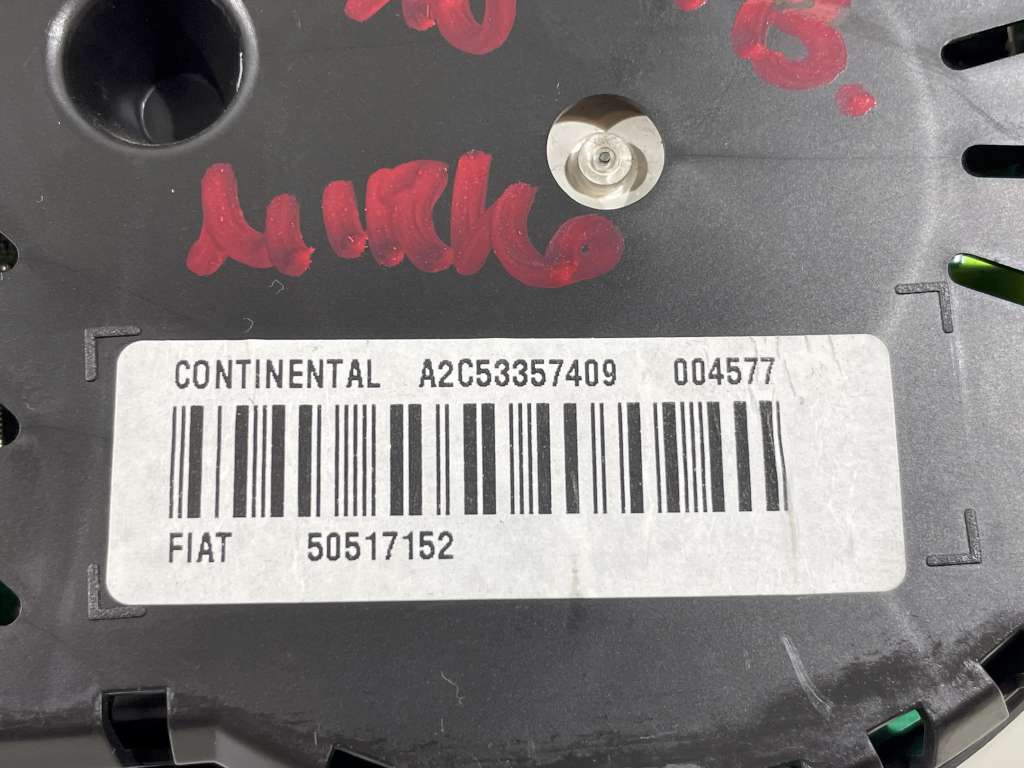 CONTINENTAL A2C53357409 004577
FIAT 50517152